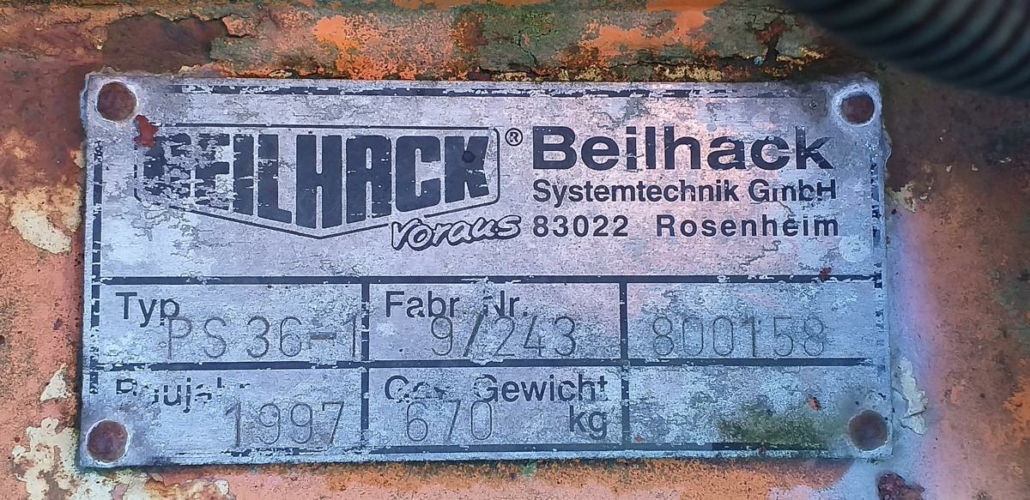 BEILHACK®
voraus
Beilhack
Systemtechnik GmbH
83022 Rosenheim
Typ PS 36-1
Fabr. Nr. 9/243
800158
Baujahr 1997
Ges. Gewicht 670 kg